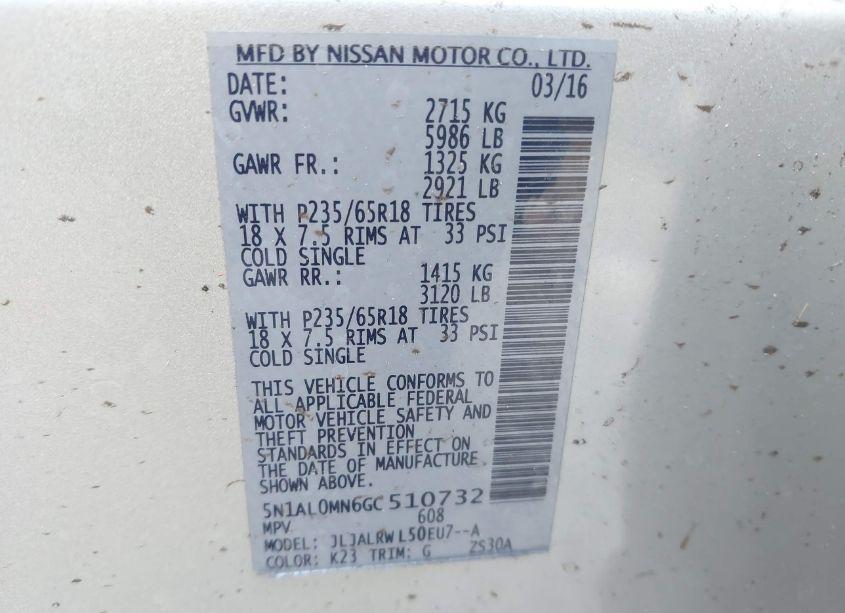 MFD BY NISSAN MOTOR CO., LTD.
DATE: 03/16
GVWR: 2715 KG
5986 LB
GAWR FR.: 1325 KG
2921 LB
WITH P235/65R18 TIRES
18 X 7.5 RIMS AT 33 PSI
COLD SINGLE
GAWR RR.: 1415 KG
3120 LB
WITH P235/65R18 TIRES
18 X 7.5 RIMS AT 33 PSI
COLD SINGLE
THIS VEHICLE CONFORMS TO
ALL APPLICABLE FEDERAL
MOTOR VEHICLE SAFETY AND
THEFT PREVENTION
STANDARDS IN EFFECT ON
THE DATE OF MANUFACTURE
SHOWN ABOVE.
5N1AL0MN6GC510732
MPV 608
MODEL: JLJALRWL50EU7--A
COLOR: K23 TRIM: G ZS30A